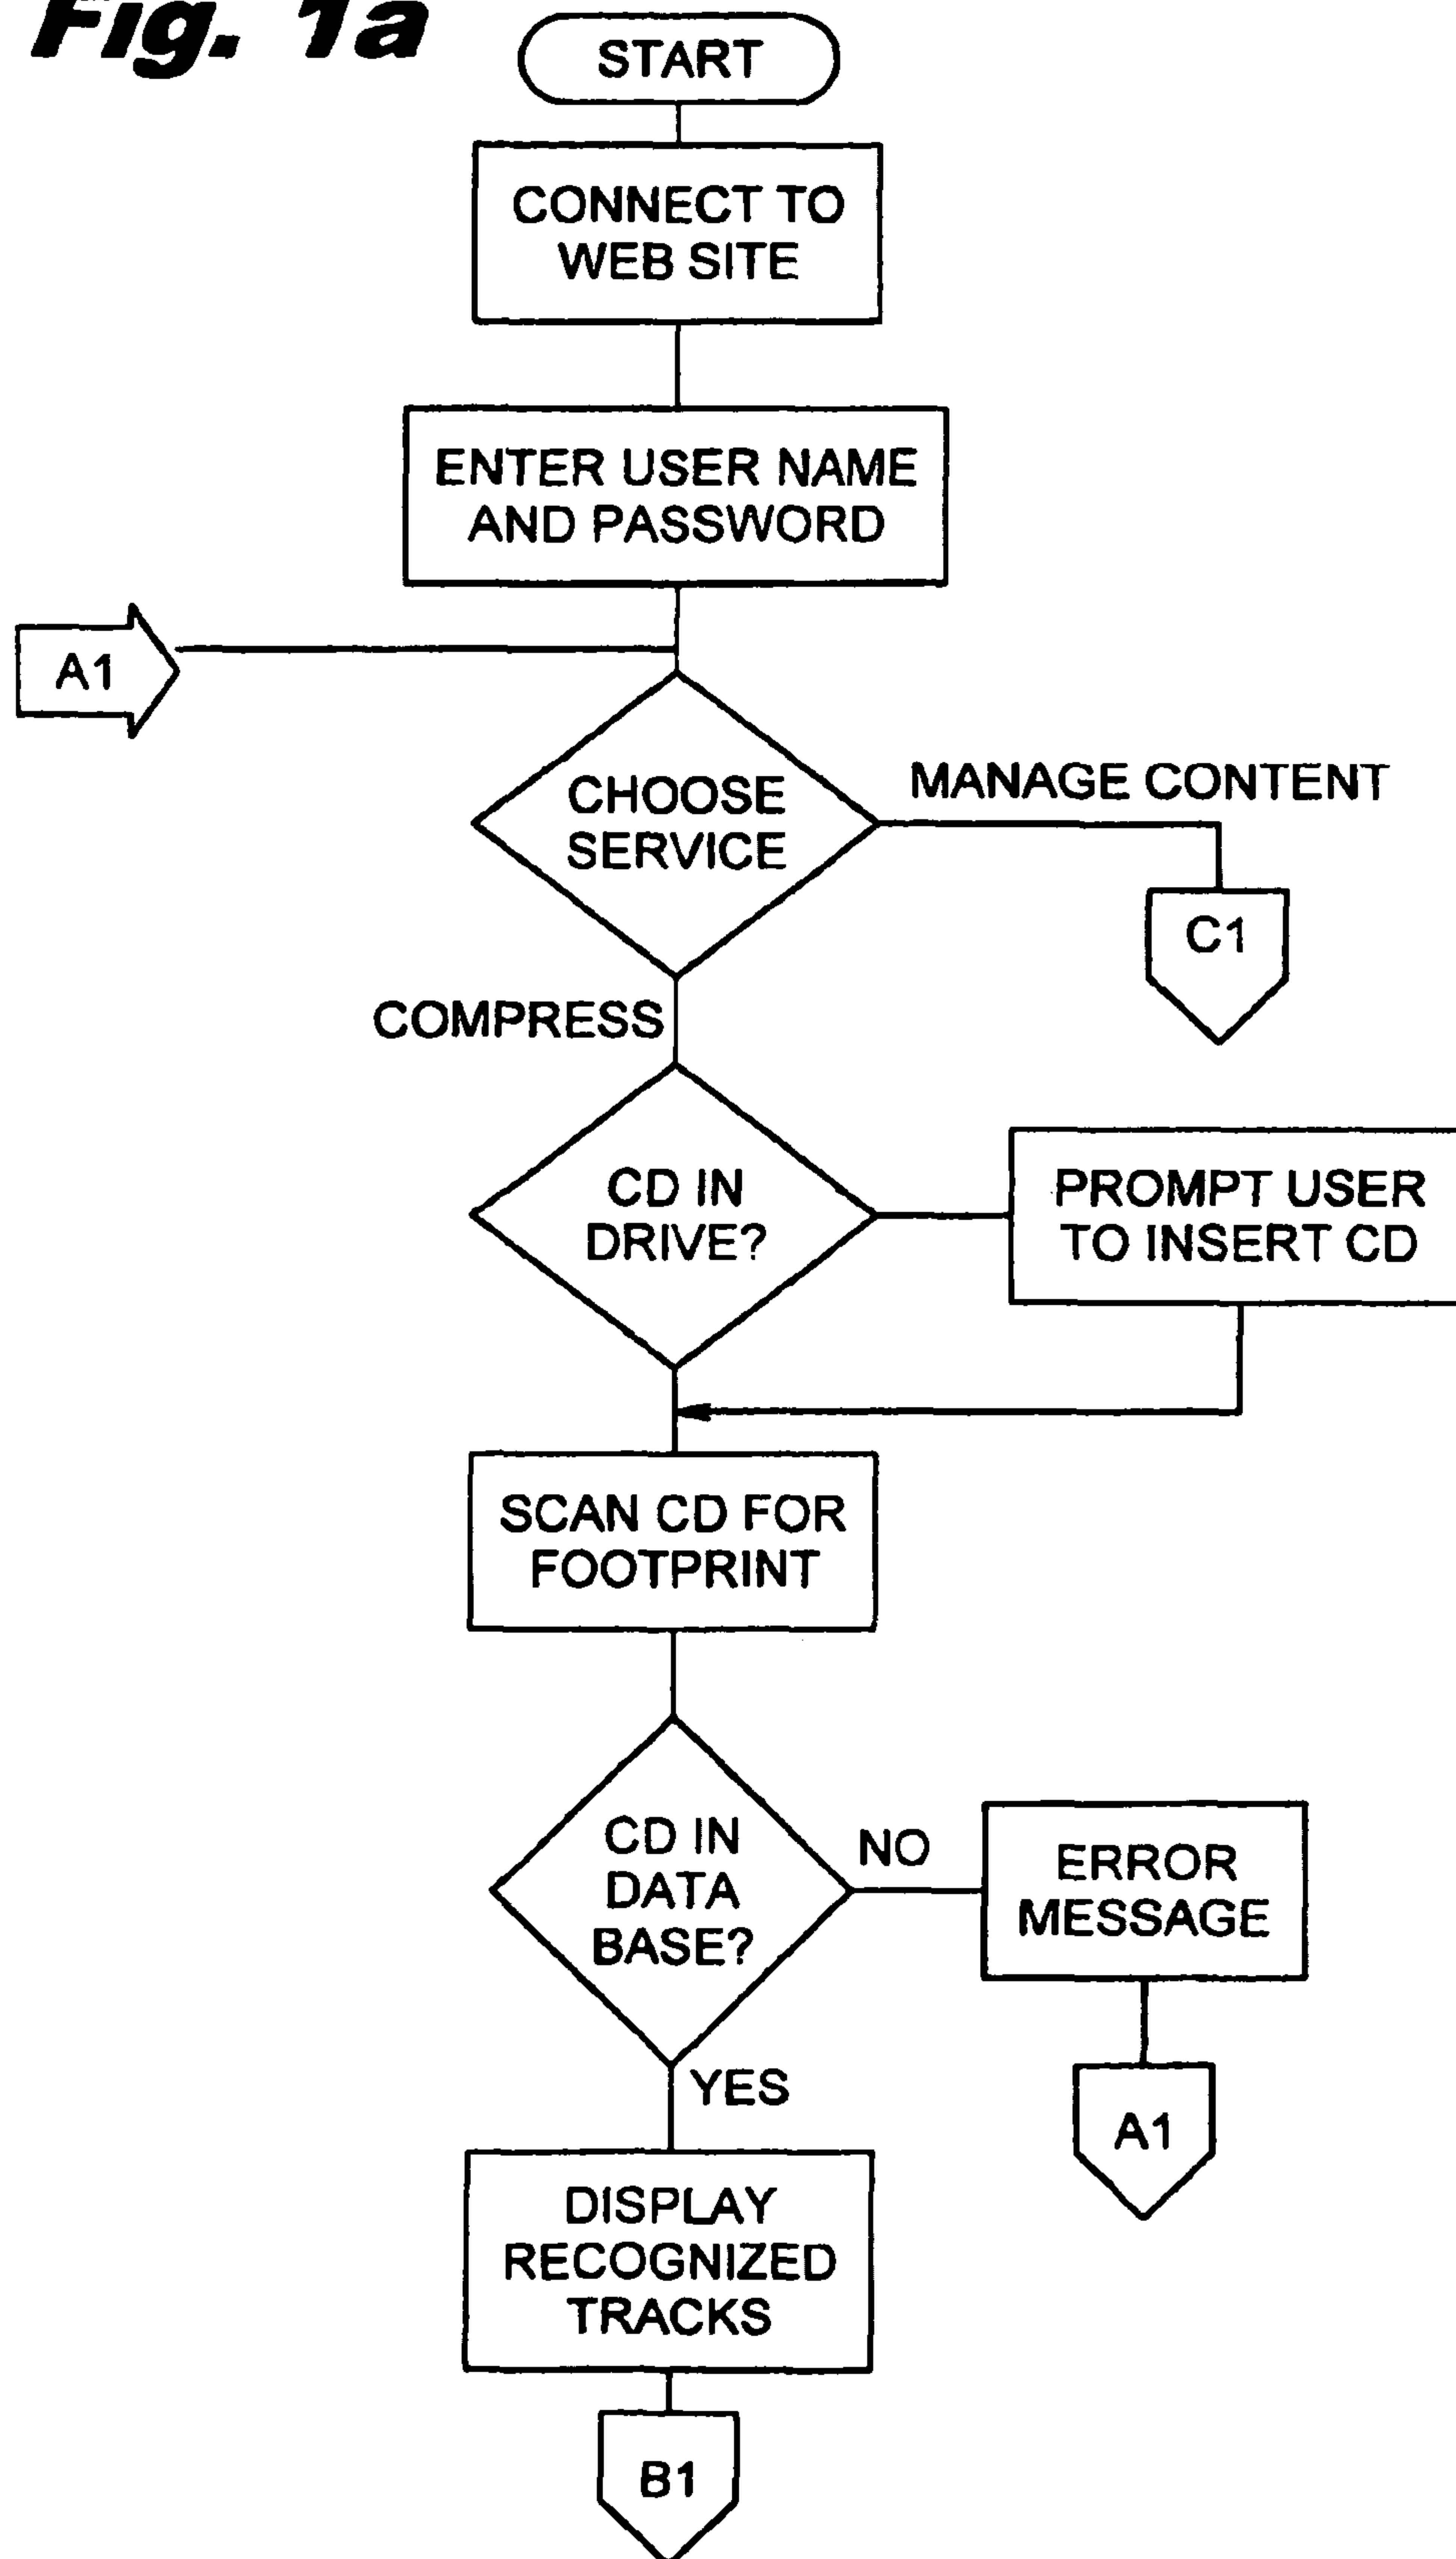 Fig. 1a
START
CONNECT TO
WEB SITE
ENTER USER NAME
AND PASSWORD
A1
CHOOSE
SERVICE
MANAGE CONTENT
C1
COMPRESS
CD IN
DRIVE?
PROMPT USER
TO INSERT CD
SCAN CD FOR
FOOTPRINT
CD IN
DATA
BASE?
NO
ERROR
MESSAGE
YES
A1
DISPLAY
RECOGNIZED
TRACKS
B1